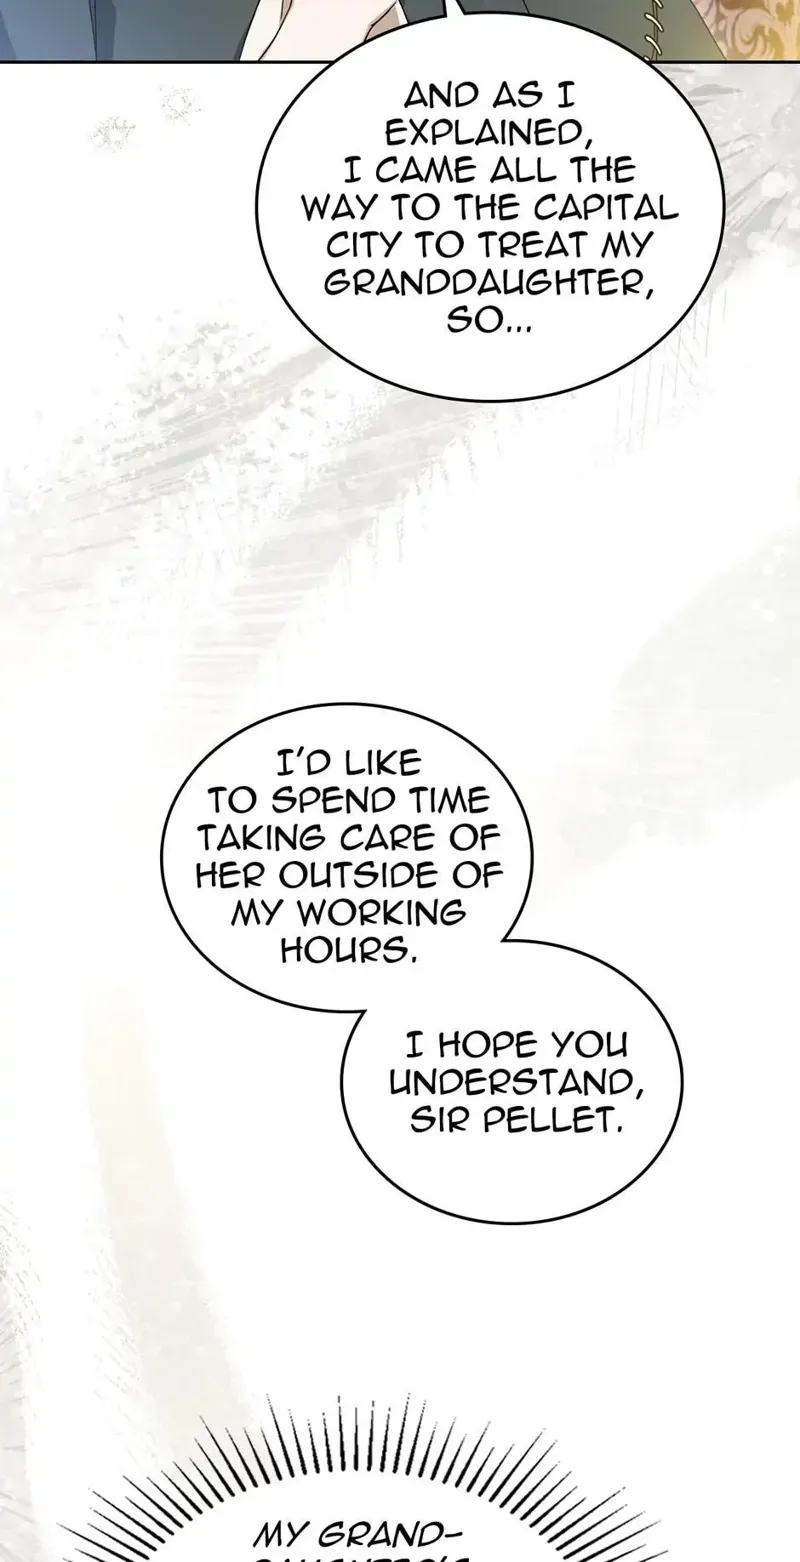 AND AS I
EXPLAINED,
I CAME ALL THE
WAY TO THE CAPITAL
CITY TO TREAT MY
GRANDDAUGHTER,
SO...
I'D LIKE
TO SPEND TIME
TAKING CARE OF
HER OUTSIDE OF
MY WORKING
HOURS.
I HOPE YOU
UNDERSTAND,
SIR PELLET.
MY GRAND-
DAUGHTER'S